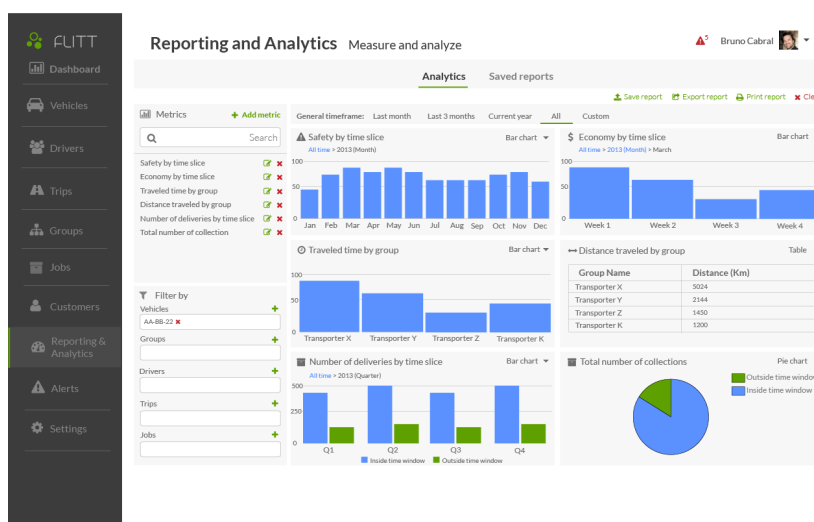 FLITT
Dashboard
Vehicles
Drivers
Trips
Groups
Jobs
Customers
Reporting &
Analytics
Alerts
Settings
Reporting and Analytics Measure and analyze
5 Bruno Cabral
Analytics Saved reports
Save report Export report Print report Cle
Metrics Add metric
Search
Safety by time slice
Economy by time slice
Traveled time by group
Distance traveled by group
Number of deliveries by time slice
Total number of collection
Filter by
Vehicles
AA-BB-22
Groups
Drivers
Trips
Jobs
General timeframe: Last month Last 3 months Current year All Custom
Safety by time slice Bar chart
All time > 2013 (Month)
100
50
0
Jan Feb Mar Apr May Jun Jul Aug Sep Oct Nov Dec
$ Economy by time slice Bar chart
All time > 2013 (Month) > March
100
50
0
Week 1 Week 2 Week 3 Week 4
Traveled time by group Bar chart
100
50
0
Transporter X Transporter Y Transporter Z Transporter K
Distance traveled by group Table
Group Name Distance (Km)
Transporter X 5024
Transporter Y 2144
Transporter Z 1450
Transporter K 1200
Number of deliveries by time slice Bar chart
All time > 2013 (Quarter)
500
250
0
Q1 Q2 Q3 Q4
Inside time window Outside time window
Total number of collections Pie chart
Outside time windo
Inside time window